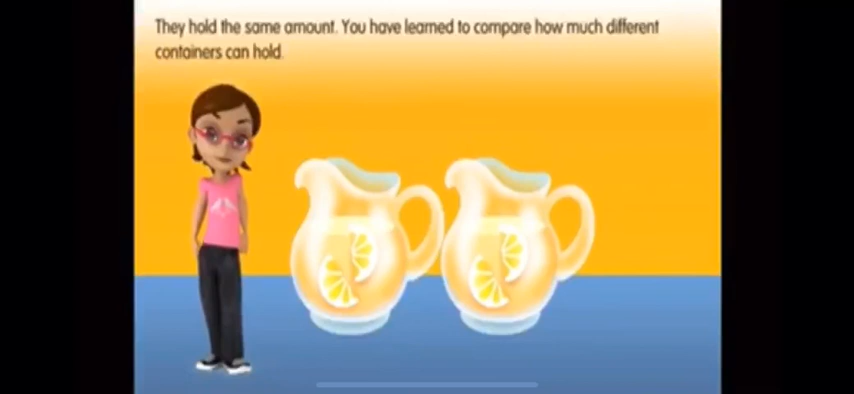 They hold the same amount. You have learned to compare how much different
containers can hold.